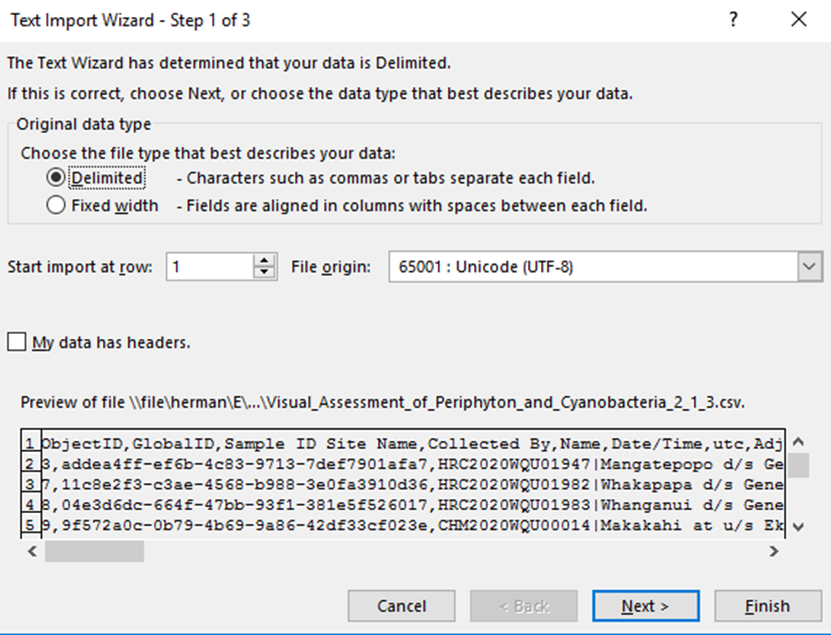 Text Import Wizard - Step 1 of 3 ?
The Text Wizard has determined that your data is Delimited.
If this is correct, choose Next, or choose the data type that best describes your data.
Original data type
Choose the file type that best describes your data:
Delimited - Characters such as commas or tabs separate each field.
Fixed width - Fields are aligned in columns with spaces between each field.
Start import at row: 1 File origin: 65001 : Unicode (UTF-8)
My data has headers.
Preview of file \\file\herman\E\...\Visual_Assessment_of_Periphyton_and_Cyanobacteria_2_1_3.csv.
1 ObjectID,GlobalID,Sample ID Site Name,Collected By,Name,Date/Time,utc,Adj
2 3,addea4ff-ef6b-4c83-9713-7def7901afa7,HRC2020WQU01947|Mangatepopo d/s Ge
3 7,11c8e2f3-c3ae-4568-b988-3e0fa3910d36,HRC2020WQU01982|Whakapapa d/s Gene
4 8,04e3d6dc-664f-47bb-93f1-381e5f526017,HRC2020WQU01983|Whanganui d/s Gene
5 9,9f572a0c-0b79-4b69-9a86-42df33cf023e,CHM2020WQU00014|Makakahi at u/s Ek
Cancel < Back Next > Finish